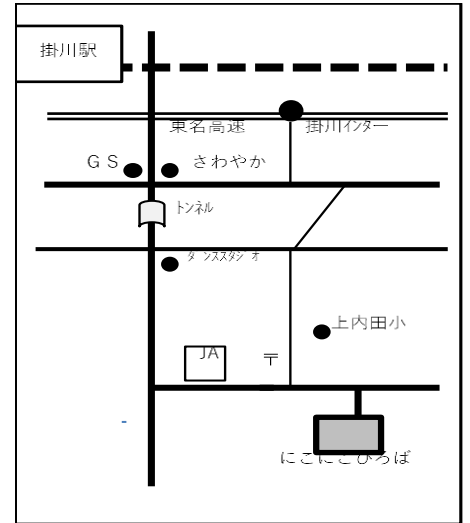 掛川駅
東名高速
掛川インター
ＧＳ
さわやか
トンネル
ダンススタジオ
上内田小
JA
〒
にこにこひろば